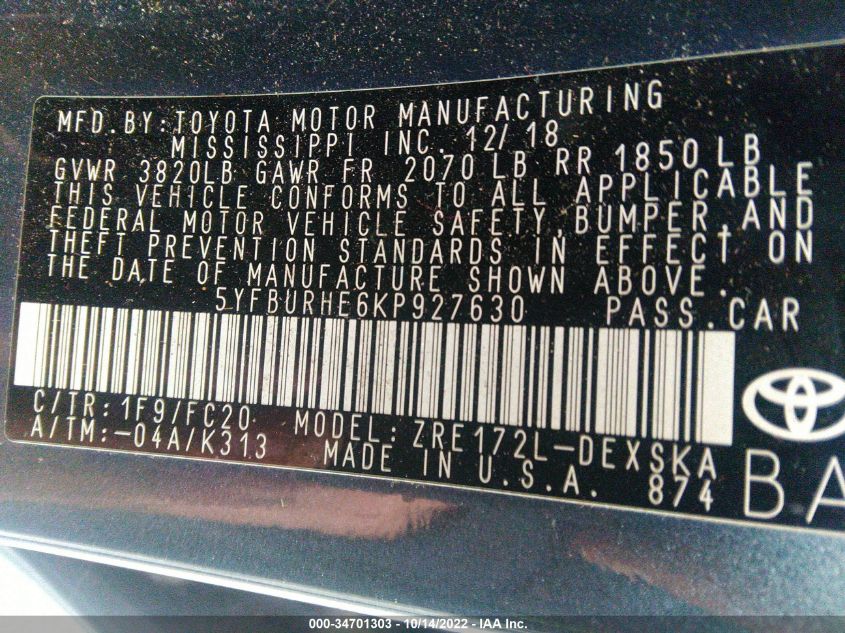 MFD.BY:TOYOTA MOTOR MANUFACTURING
MISSISSIPPI INC. 12/18
GVWR 3820LB GAWR FR 2070 LB RR 1850 LB
THIS VEHICLE CONFORMS TO ALL APPLICABLE
FEDERAL MOTOR VEHICLE SAFETY,BUMPER,AND
THEFT PREVENTION STANDARDS IN EFFECT ON
THE DATE OF MANUFACTURE SHOWN ABOVE.
5YFBURHE6KP927630 PASS.CAR
C/TR:1F9/FC20 MODEL:ZRE172L-DEXSKA
A/TM:-04A/K313 MADE IN U.S.A. 874
BA
000-34701303 - 10/14/2022 - IAA Inc.